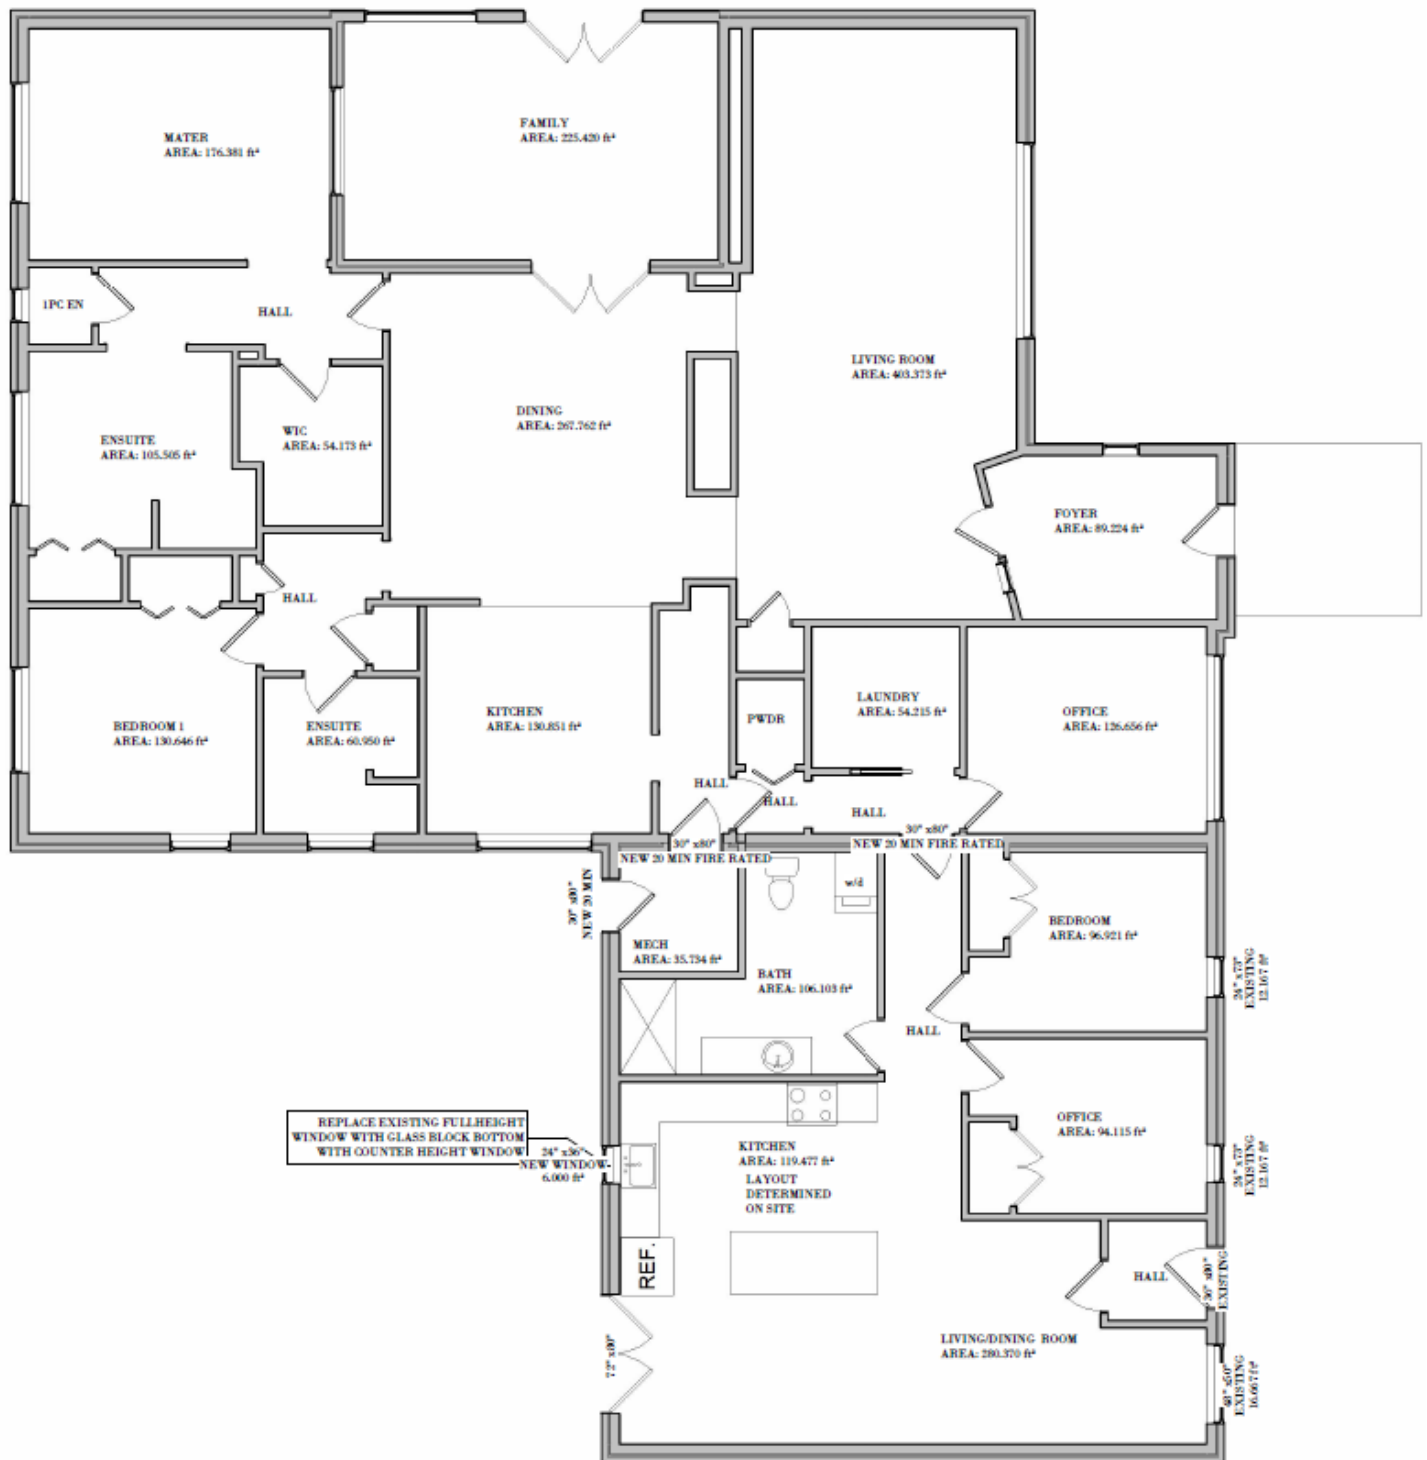 MATER
AREA: 176.381 ft²
FAMILY
AREA: 225.420 ft²
1PC EN
HALL
LIVING ROOM
AREA: 403.373 ft²
DINING
AREA: 267.762 ft²
WIC
AREA: 54.173 ft²
ENSUITE
AREA: 105.505 ft²
FOYER
AREA: 89.224 ft²
HALL
BEDROOM 1
AREA: 130.646 ft²
ENSUITE
AREA: 60.950 ft²
KITCHEN
AREA: 130.851 ft²
PWDR
LAUNDRY
AREA: 54.215 ft²
OFFICE
AREA: 126.656 ft²
HALL
HALL
HALL
30" x80"
NEW 20 MIN FIRE RATED
30" x80"
NEW 20 MIN FIRE RATED
30" x80"
NEW 20 MIN
w/d
MECH
AREA: 35.734 ft²
BATH
AREA: 106.103 ft²
BEDROOM
AREA: 96.921 ft²
24" x73"
EXISTING
12.167 ft²
HALL
OFFICE
AREA: 94.115 ft²
24" x73"
EXISTING
12.167 ft²
REPLACE EXISTING FULLHEIGHT
WINDOW WITH GLASS BLOCK BOTTOM
WITH COUNTER HEIGHT WINDOW
24" x36"
NEW WINDOW
6.000 ft²
KITCHEN
AREA: 119.477 ft²
LAYOUT
DETERMINED
ON SITE
REF.
HALL
36" x80"
EXISTING
LIVING/DINING ROOM
AREA: 280.370 ft²
72" x80"
48" x50"
EXISTING
16.667 ft²